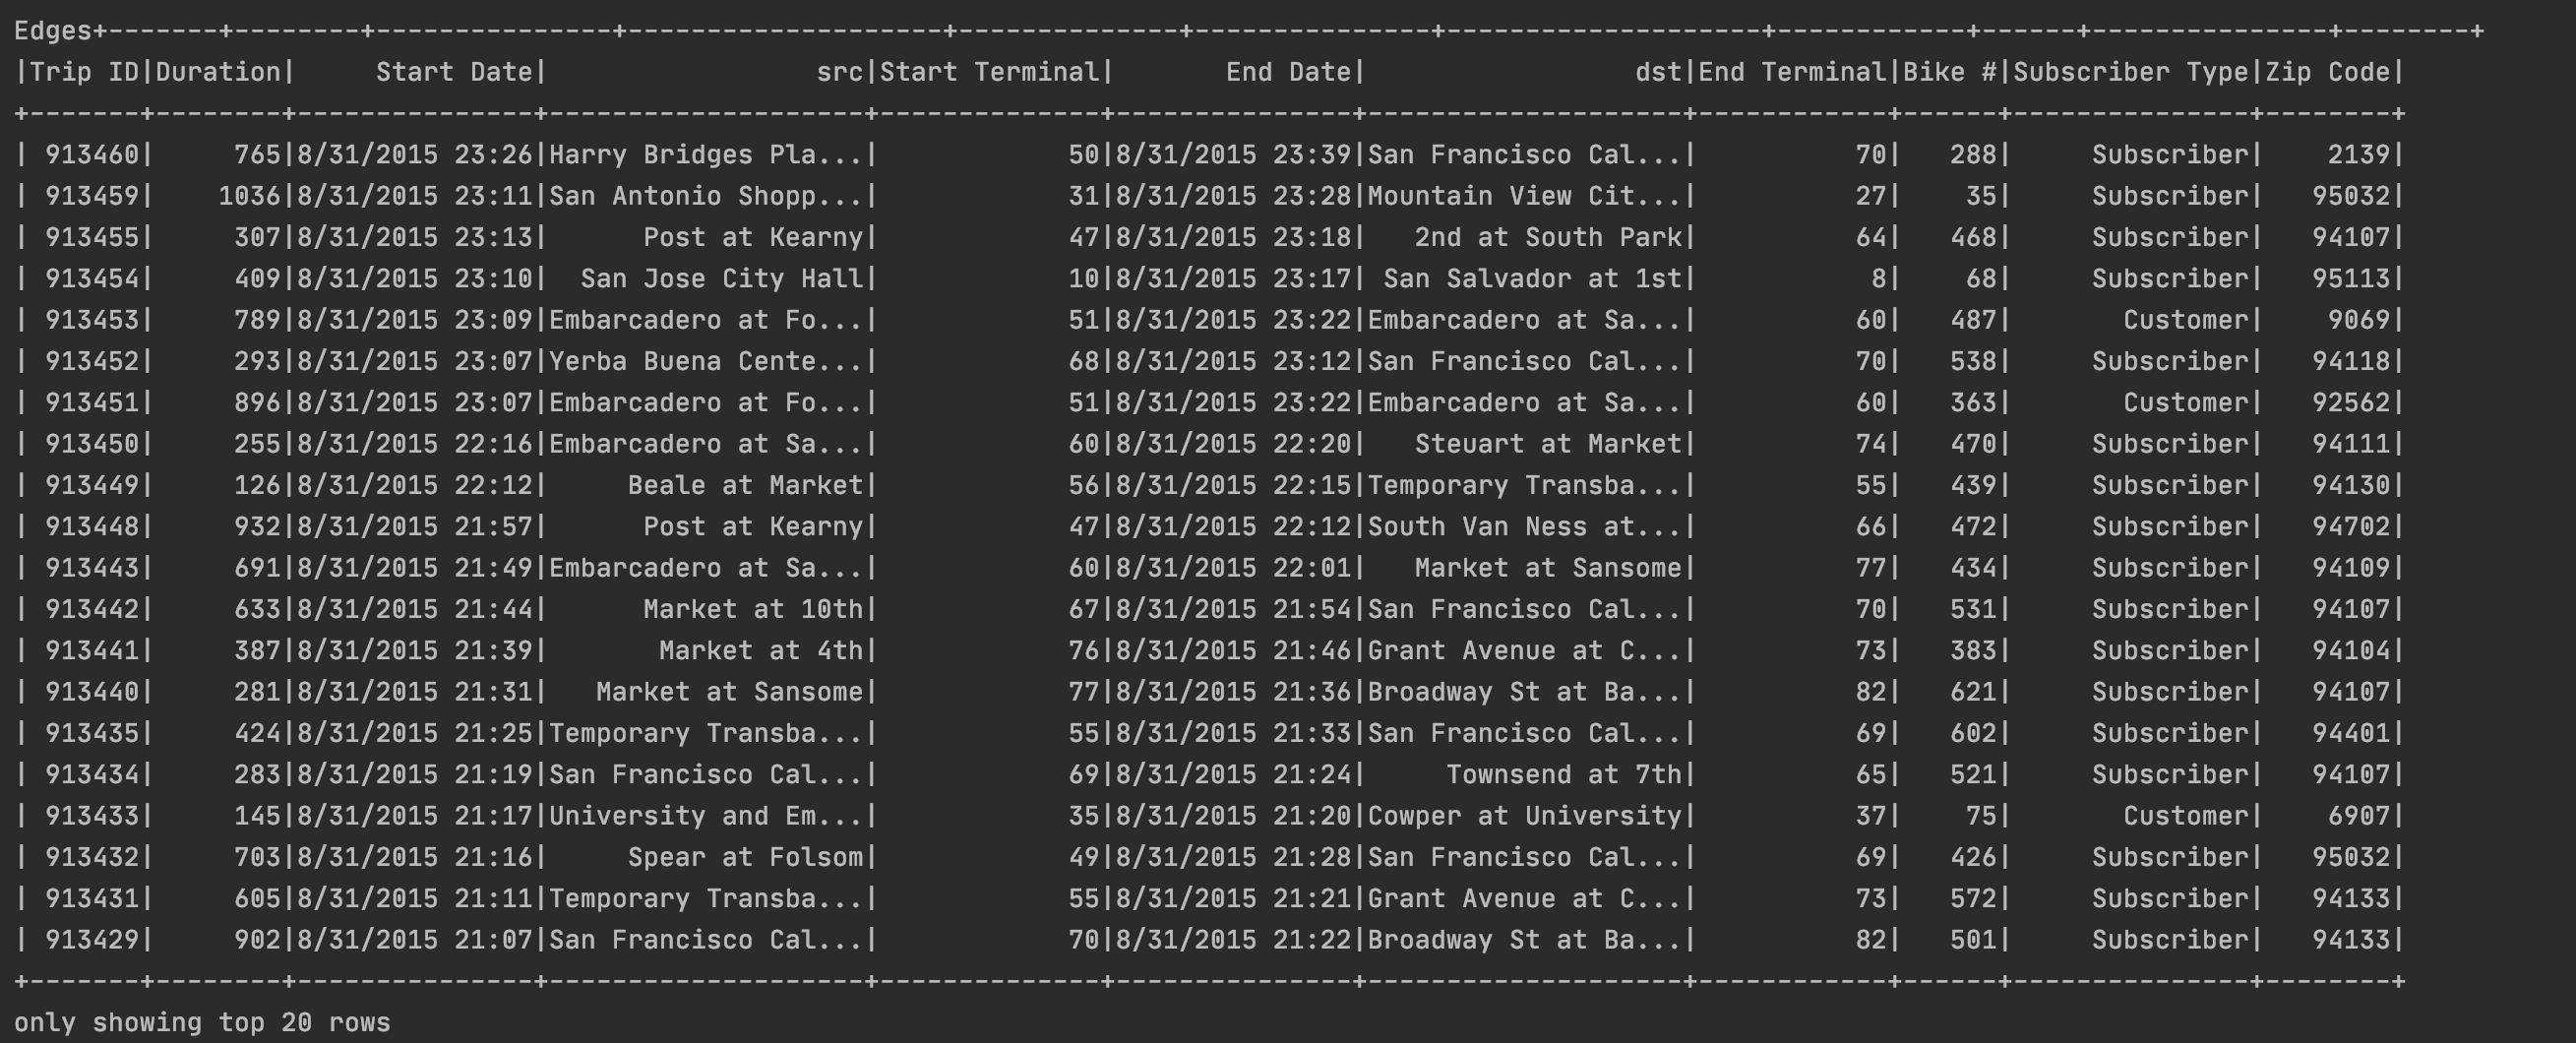 Edges+-------+--------+---------------+--------------------+--------------+---------------+--------------------+------------+------+---------------+--------+
|Trip ID|Duration|     Start Date|                 src|Start Terminal|       End Date|                 dst|End Terminal|Bike #|Subscriber Type|Zip Code|
+-------+--------+---------------+--------------------+--------------+---------------+--------------------+------------+------+---------------+--------+
| 913460|     765|8/31/2015 23:26|Harry Bridges Pla...|            50|8/31/2015 23:39|San Francisco Cal...|          70|   288|     Subscriber|    2139|
| 913459|    1036|8/31/2015 23:11|San Antonio Shopp...|            31|8/31/2015 23:28|Mountain View Cit...|          27|    35|     Subscriber|   95032|
| 913455|     307|8/31/2015 23:13|      Post at Kearny|            47|8/31/2015 23:18|   2nd at South Park|          64|   468|     Subscriber|   94107|
| 913454|     409|8/31/2015 23:10|  San Jose City Hall|            10|8/31/2015 23:17| San Salvador at 1st|           8|    68|     Subscriber|   95113|
| 913453|     789|8/31/2015 23:09|Embarcadero at Fo...|            51|8/31/2015 23:22|Embarcadero at Sa...|          60|   487|       Customer|    9069|
| 913452|     293|8/31/2015 23:07|Yerba Buena Cente...|            68|8/31/2015 23:12|San Francisco Cal...|          70|   538|     Subscriber|   94118|
| 913451|     896|8/31/2015 23:07|Embarcadero at Fo...|            51|8/31/2015 23:22|Embarcadero at Sa...|          60|   363|       Customer|   92562|
| 913450|     255|8/31/2015 22:16|Embarcadero at Sa...|            60|8/31/2015 22:20|   Steuart at Market|          74|   470|     Subscriber|   94111|
| 913449|     126|8/31/2015 22:12|     Beale at Market|            56|8/31/2015 22:15|Temporary Transba...|          55|   439|     Subscriber|   94130|
| 913448|     932|8/31/2015 21:57|      Post at Kearny|            47|8/31/2015 22:12|South Van Ness at...|          66|   472|     Subscriber|   94702|
| 913443|     691|8/31/2015 21:49|Embarcadero at Sa...|            60|8/31/2015 22:01|   Market at Sansome|          77|   434|     Subscriber|   94109|
| 913442|     633|8/31/2015 21:44|      Market at 10th|            67|8/31/2015 21:54|San Francisco Cal...|          70|   531|     Subscriber|   94107|
| 913441|     387|8/31/2015 21:39|       Market at 4th|            76|8/31/2015 21:46|Grant Avenue at C...|          73|   383|     Subscriber|   94104|
| 913440|     281|8/31/2015 21:31|   Market at Sansome|            77|8/31/2015 21:36|Broadway St at Ba...|          82|   621|     Subscriber|   94107|
| 913435|     424|8/31/2015 21:25|Temporary Transba...|            55|8/31/2015 21:33|San Francisco Cal...|          69|   602|     Subscriber|   94401|
| 913434|     283|8/31/2015 21:19|San Francisco Cal...|            69|8/31/2015 21:24|     Townsend at 7th|          65|   521|     Subscriber|   94107|
| 913433|     145|8/31/2015 21:17|University and Em...|            35|8/31/2015 21:20|Cowper at University|          37|    75|       Customer|    6907|
| 913432|     703|8/31/2015 21:16|     Spear at Folsom|            49|8/31/2015 21:28|San Francisco Cal...|          69|   426|     Subscriber|   95032|
| 913431|     605|8/31/2015 21:11|Temporary Transba...|            55|8/31/2015 21:21|Grant Avenue at C...|          73|   572|     Subscriber|   94133|
| 913429|     902|8/31/2015 21:07|San Francisco Cal...|            70|8/31/2015 21:22|Broadway St at Ba...|          82|   501|     Subscriber|   94133|
+-------+--------+---------------+--------------------+--------------+---------------+--------------------+------------+------+---------------+--------+
only showing top 20 rows